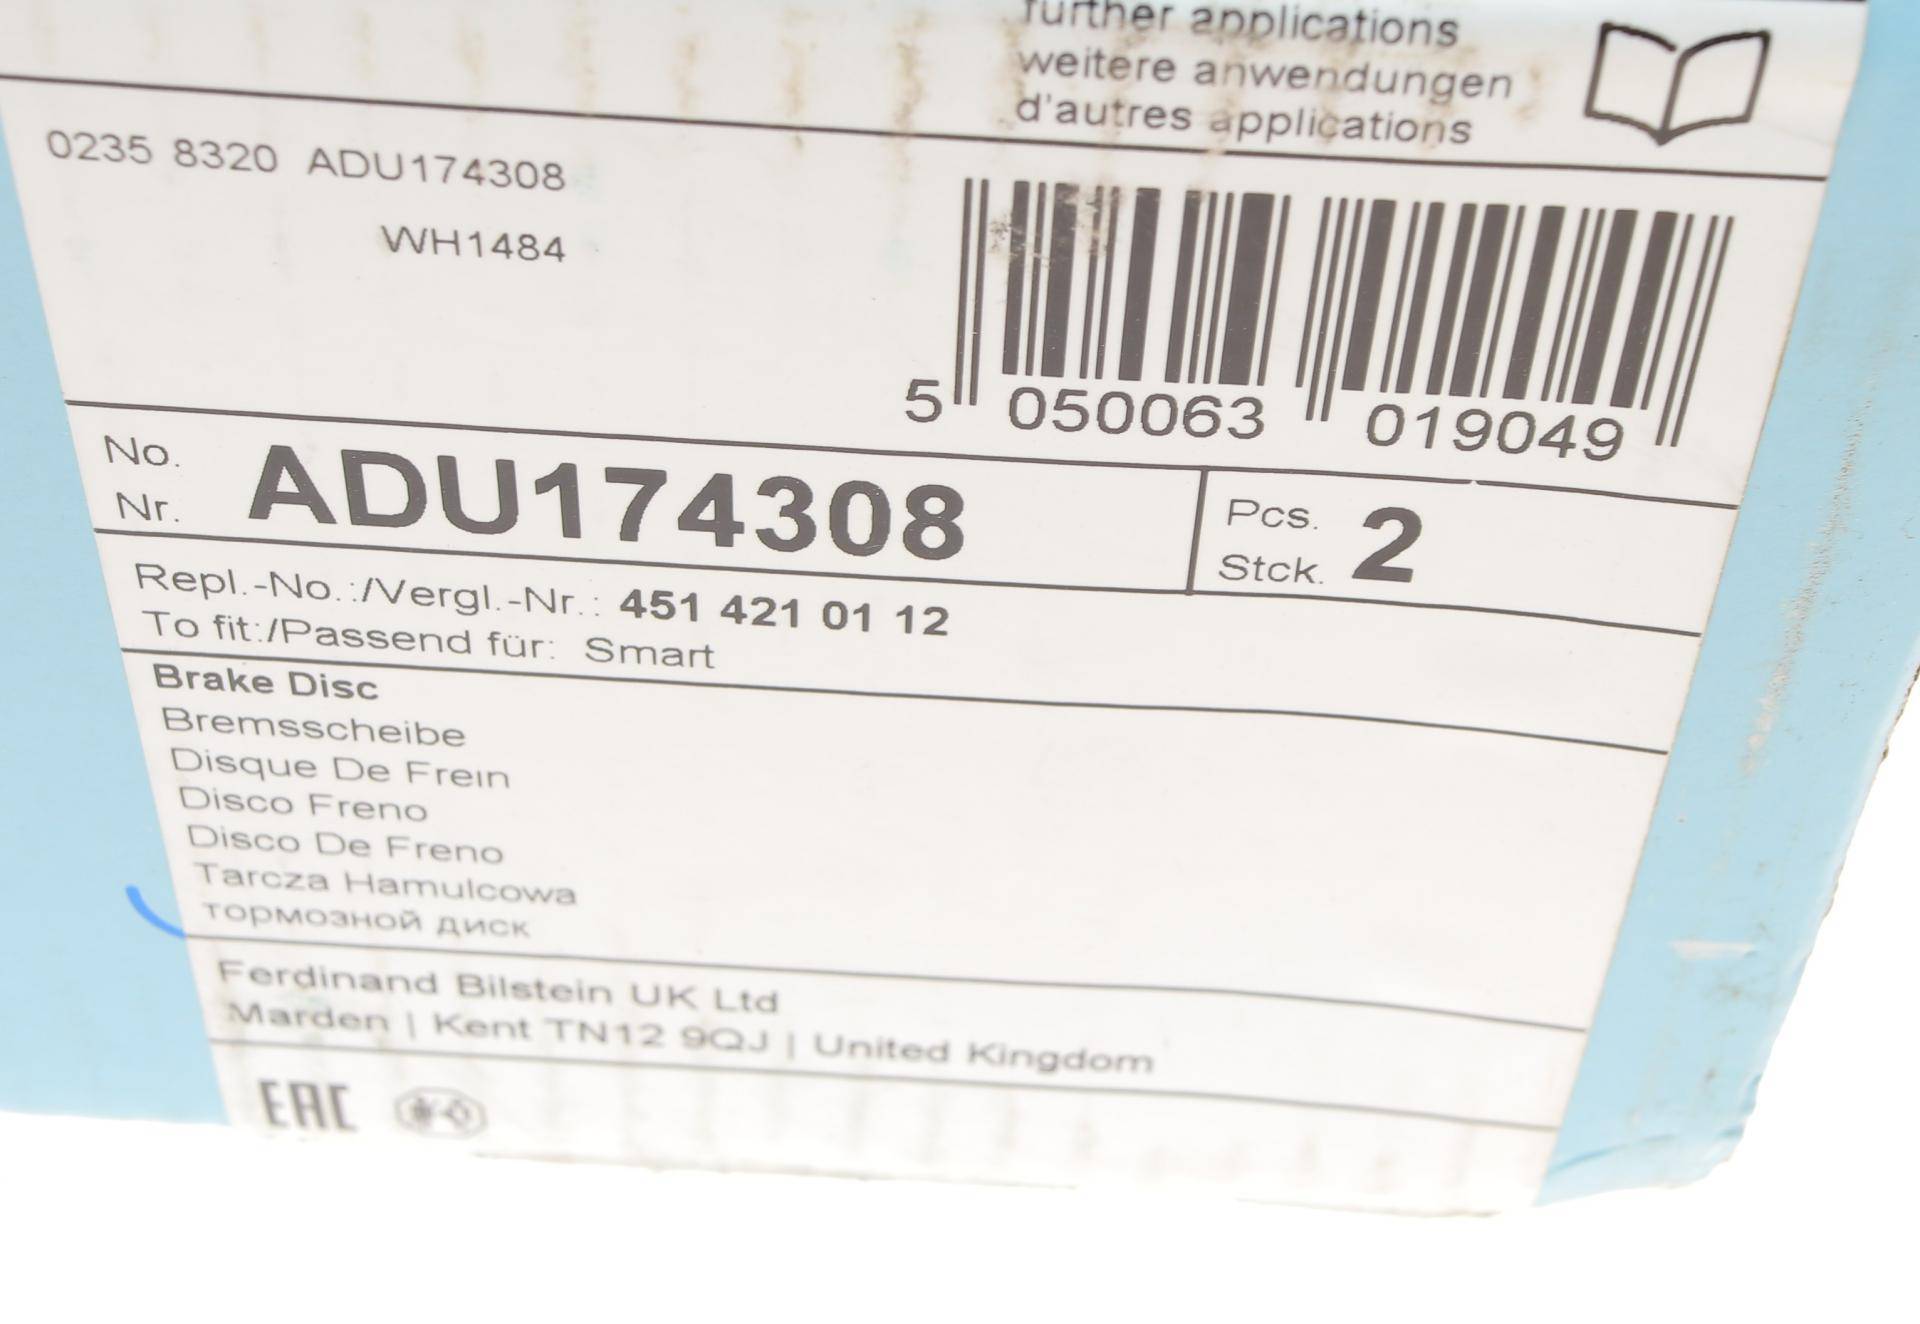 further applications
weitere anwendungen
d'autres applications
0235 8320 ADU174308
WH1484
5 050063 019049
No.
Nr. ADU174308
Pcs.
Stck. 2
Repl.-No.:/Vergl.-Nr.: 451 421 01 12
To fit:/Passend für: Smart
Brake Disc
Bremsscheibe
Disque De Frein
Disco Freno
Disco De Freno
Tarcza Hamulcowa
тормозной диск
Ferdinand Bilstein UK Ltd
Marden | Kent TN12 9QJ | United Kingdom
EAC